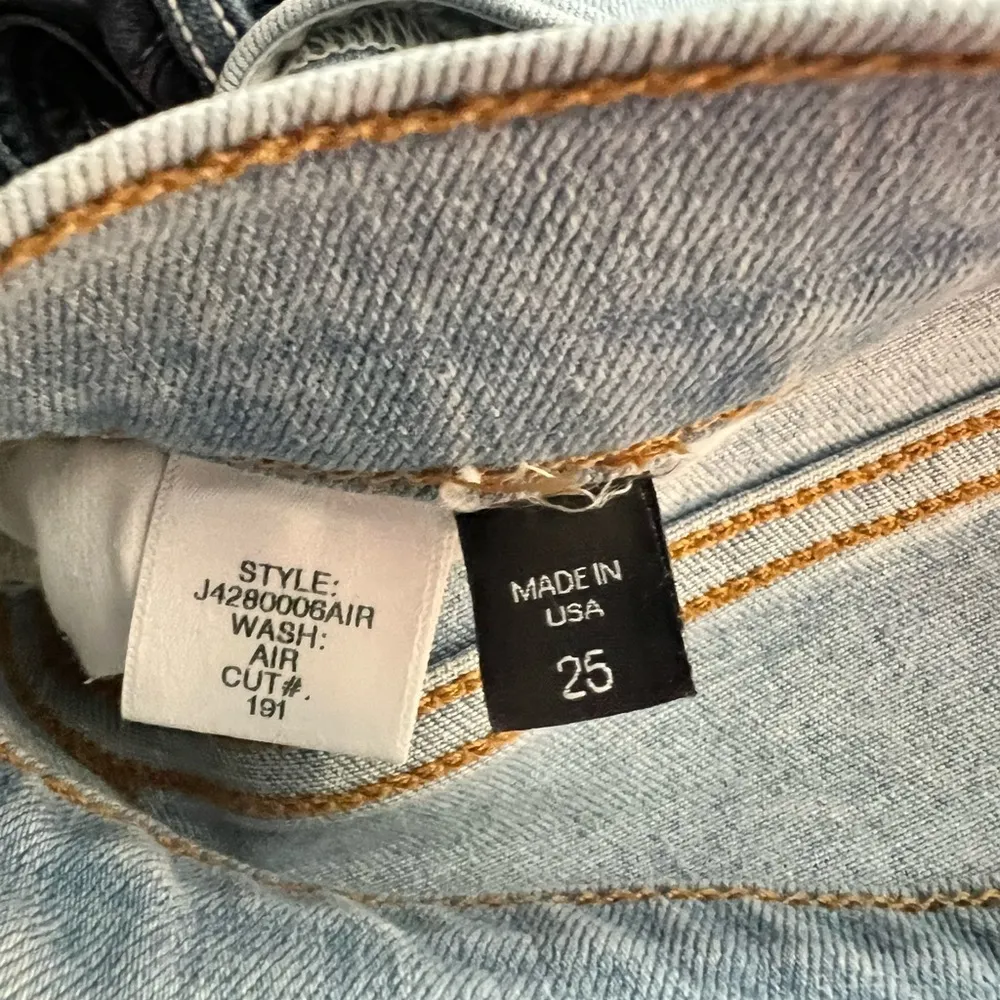 STYLE:
J4280006AIR
WASH:
AIR
CUT#.
191
MADE IN
USA
25